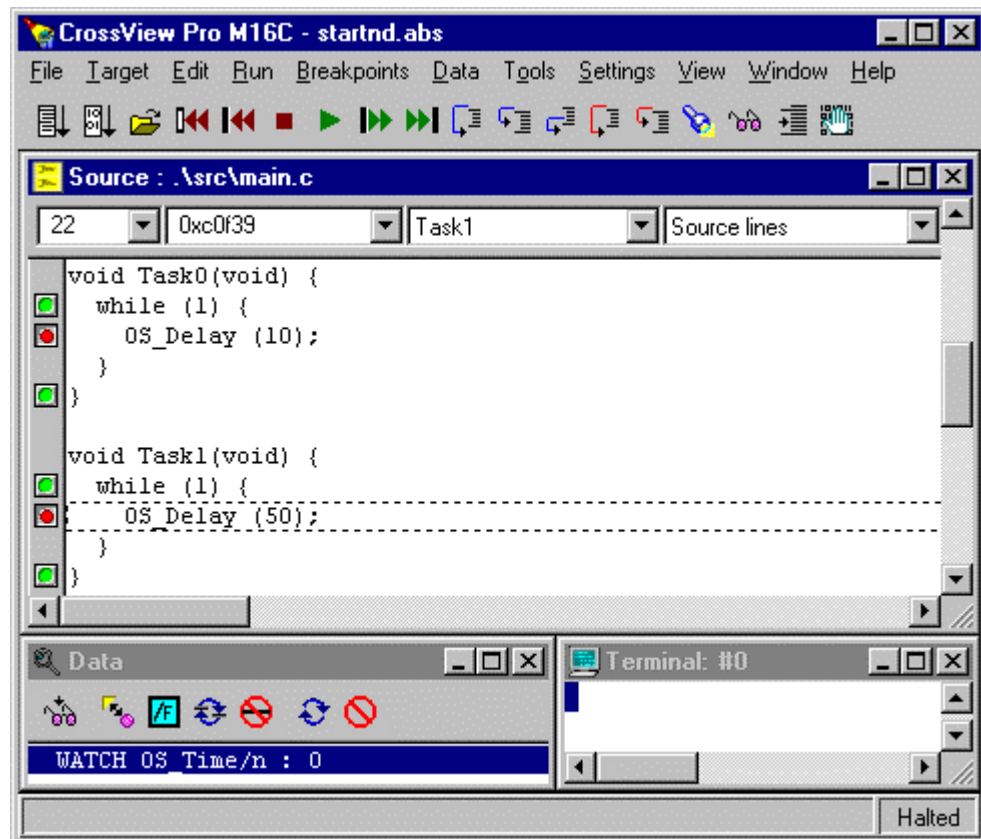 CrossView Pro M16C - startnd.abs
File Target Edit Run Breakpoints Data Tools Settings View Window Help
Source : .\src\main.c
22 0xc0f39 Task1 Source lines
void Task0(void) {
  while (1) {
    OS_Delay (10);
  }
}
void Task1(void) {
  while (1) {
    OS_Delay (50);
  }
}
Data
/F
WATCH OS_Time/n : 0
Terminal: #0
Halted